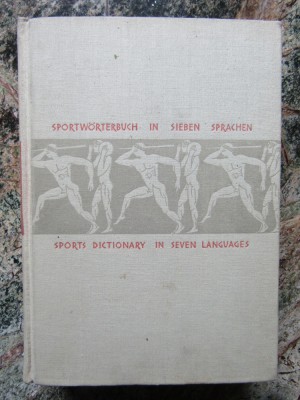 SPORTWÖRTERBUCH IN SIEBEN SPRACHEN
SPORTS DICTIONARY IN SEVEN LANGUAGES